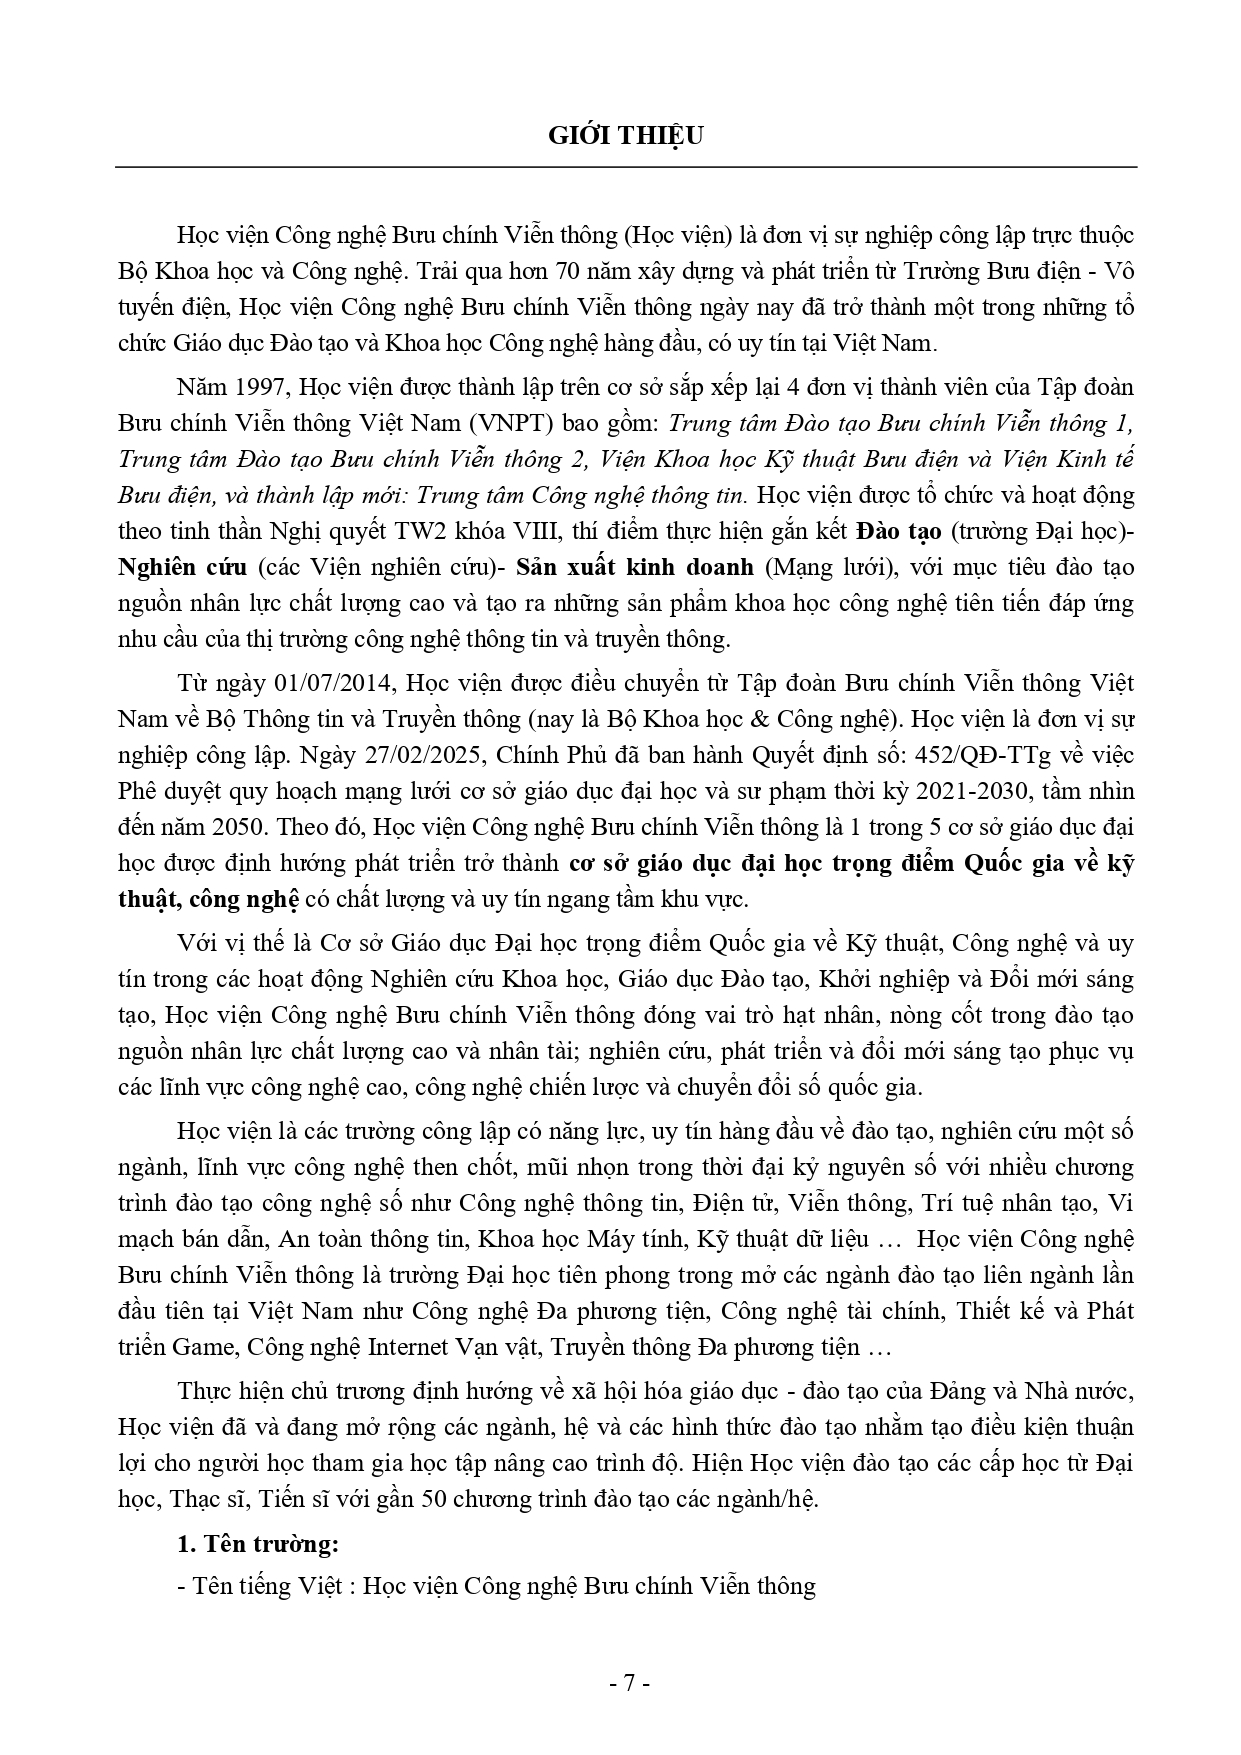 GIỚI THIỆU
Học viện Công nghệ Bưu chính Viễn thông (Học viện) là đơn vị sự nghiệp công lập trực thuộc
Bộ Khoa học và Công nghệ. Trải qua hơn 70 năm xây dựng và phát triển từ Trường Bưu điện - Vô
tuyến điện, Học viện Công nghệ Bưu chính Viễn thông ngày nay đã trở thành một trong những tổ
chức Giáo dục Đào tạo và Khoa học Công nghệ hàng đầu, có uy tín tại Việt Nam.
Năm 1997, Học viện được thành lập trên cơ sở sắp xếp lại 4 đơn vị thành viên của Tập đoàn
Bưu chính Viễn thông Việt Nam (VNPT) bao gồm: Trung tâm Đào tạo Bưu chính Viễn thông 1,
Trung tâm Đào tạo Bưu chính Viễn thông 2, Viện Khoa học Kỹ thuật Bưu điện và Viện Kinh tế
Bưu điện, và thành lập mới: Trung tâm Công nghệ thông tin. Học viện được tổ chức và hoạt động
theo tinh thần Nghị quyết TW2 khóa VIII, thí điểm thực hiện gắn kết Đào tạo (trường Đại học)-
Nghiên cứu (các Viện nghiên cứu)- Sản xuất kinh doanh (Mạng lưới), với mục tiêu đào tạo
nguồn nhân lực chất lượng cao và tạo ra những sản phẩm khoa học công nghệ tiên tiến đáp ứng
nhu cầu của thị trường công nghệ thông tin và truyền thông.
Từ ngày 01/07/2014, Học viện được điều chuyển từ Tập đoàn Bưu chính Viễn thông Việt
Nam về Bộ Thông tin và Truyền thông (nay là Bộ Khoa học & Công nghệ). Học viện là đơn vị sự
nghiệp công lập. Ngày 27/02/2025, Chính Phủ đã ban hành Quyết định số: 452/QĐ-TTg về việc
Phê duyệt quy hoạch mạng lưới cơ sở giáo dục đại học và sư phạm thời kỳ 2021-2030, tầm nhìn
đến năm 2050. Theo đó, Học viện Công nghệ Bưu chính Viễn thông là 1 trong 5 cơ sở giáo dục đại
học được định hướng phát triển trở thành cơ sở giáo dục đại học trọng điểm Quốc gia về kỹ
thuật, công nghệ có chất lượng và uy tín ngang tầm khu vực.
Với vị thế là Cơ sở Giáo dục Đại học trọng điểm Quốc gia về Kỹ thuật, Công nghệ và uy
tín trong các hoạt động Nghiên cứu Khoa học, Giáo dục Đào tạo, Khởi nghiệp và Đổi mới sáng
tạo, Học viện Công nghệ Bưu chính Viễn thông đóng vai trò hạt nhân, nòng cốt trong đào tạo
nguồn nhân lực chất lượng cao và nhân tài; nghiên cứu, phát triển và đổi mới sáng tạo phục vụ
các lĩnh vực công nghệ cao, công nghệ chiến lược và chuyển đổi số quốc gia.
Học viện là các trường công lập có năng lực, uy tín hàng đầu về đào tạo, nghiên cứu một số
ngành, lĩnh vực công nghệ then chốt, mũi nhọn trong thời đại kỷ nguyên số với nhiều chương
trình đào tạo công nghệ số như Công nghệ thông tin, Điện tử, Viễn thông, Trí tuệ nhân tạo, Vi
mạch bán dẫn, An toàn thông tin, Khoa học Máy tính, Kỹ thuật dữ liệu … Học viện Công nghệ
Bưu chính Viễn thông là trường Đại học tiên phong trong mở các ngành đào tạo liên ngành lần
đầu tiên tại Việt Nam như Công nghệ Đa phương tiện, Công nghệ tài chính, Thiết kế và Phát
triển Game, Công nghệ Internet Vạn vật, Truyền thông Đa phương tiện …
Thực hiện chủ trương định hướng về xã hội hóa giáo dục - đào tạo của Đảng và Nhà nước,
Học viện đã và đang mở rộng các ngành, hệ và các hình thức đào tạo nhằm tạo điều kiện thuận
lợi cho người học tham gia học tập nâng cao trình độ. Hiện Học viện đào tạo các cấp học từ Đại
học, Thạc sĩ, Tiến sĩ với gần 50 chương trình đào tạo các ngành/hệ.
1. Tên trường:
- Tên tiếng Việt : Học viện Công nghệ Bưu chính Viễn thông
- 7 -